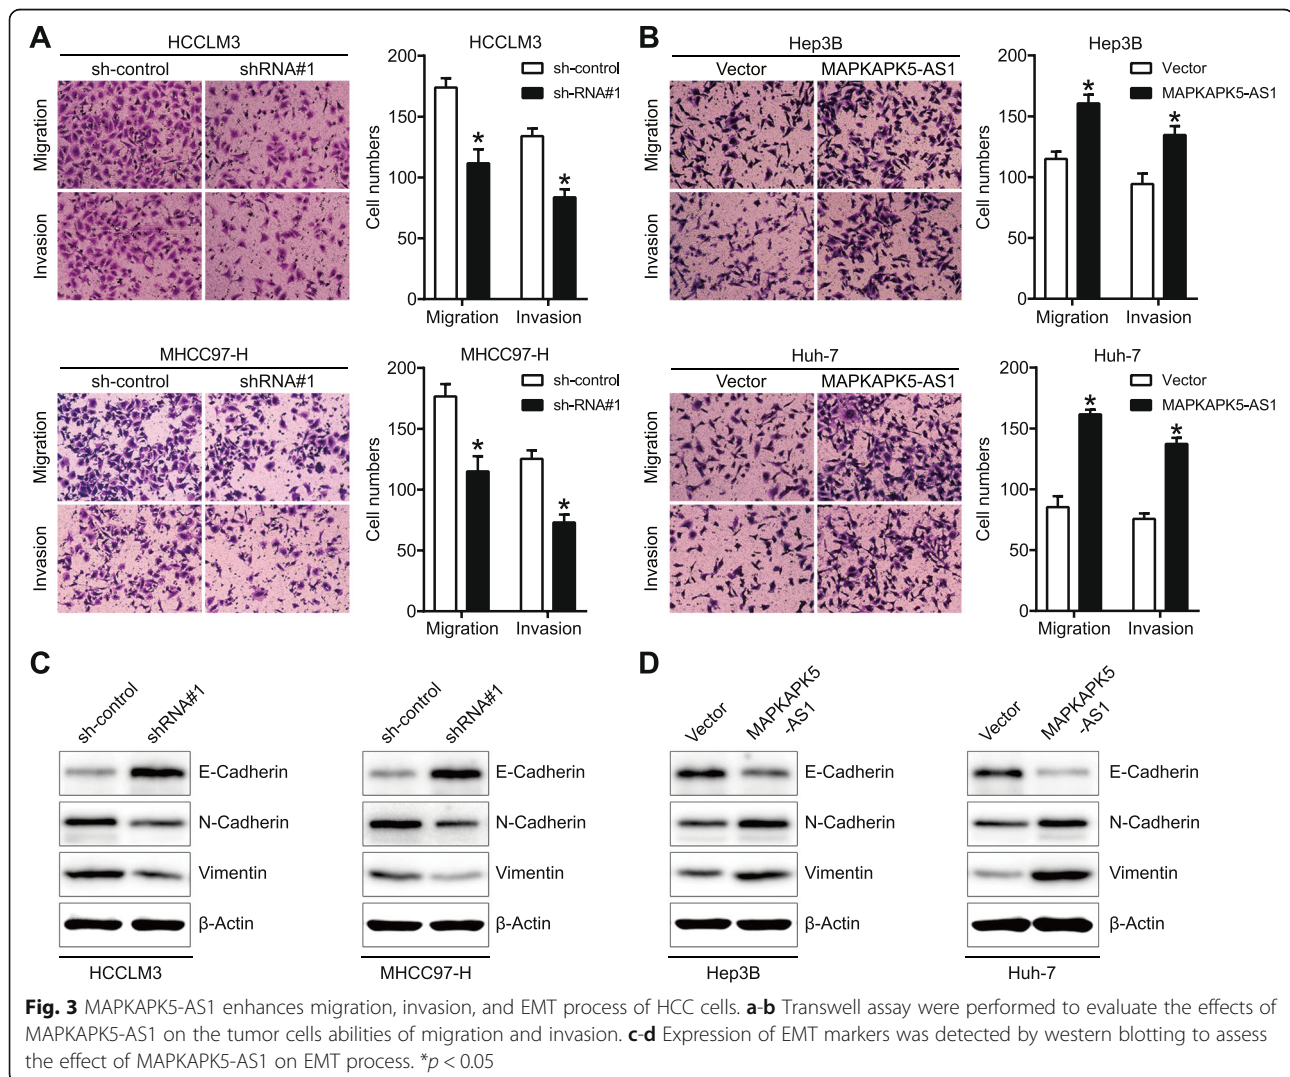 A
HCCLM3
sh-control shRNA#1
Migration
Invasion
HCCLM3
sh-control
sh-RNA#1
Cell numbers
200
150
100
50
0
* *
Migration Invasion
MHCC97-H
sh-control shRNA#1
Migration
Invasion
MHCC97-H
sh-control
sh-RNA#1
Cell numbers
200
150
100
50
0
* *
Migration Invasion
B
Hep3B
Vector MAPKAPK5-AS1
Migration
Invasion
Hep3B
Vector
MAPKAPK5-AS1
Cell numbers
200
150
100
50
0
* *
Migration Invasion
Huh-7
Vector MAPKAPK5-AS1
Migration
Invasion
Huh-7
Vector
MAPKAPK5-AS1
Cell numbers
200
150
100
50
0
* *
Migration Invasion
C
sh-control shRNA#1
E-Cadherin
N-Cadherin
Vimentin
β-Actin
HCCLM3
sh-control shRNA#1
E-Cadherin
N-Cadherin
Vimentin
β-Actin
MHCC97-H
D
Vector MAPKAPK5
-AS1
E-Cadherin
N-Cadherin
Vimentin
β-Actin
Hep3B
Vector MAPKAPK5
-AS1
E-Cadherin
N-Cadherin
Vimentin
β-Actin
Huh-7
Fig. 3 MAPKAPK5-AS1 enhances migration, invasion, and EMT process of HCC cells. a-b Transwell assay were performed to evaluate the effects of
MAPKAPK5-AS1 on the tumor cells abilities of migration and invasion. c-d Expression of EMT markers was detected by western blotting to assess
the effect of MAPKAPK5-AS1 on EMT process. *p < 0.05